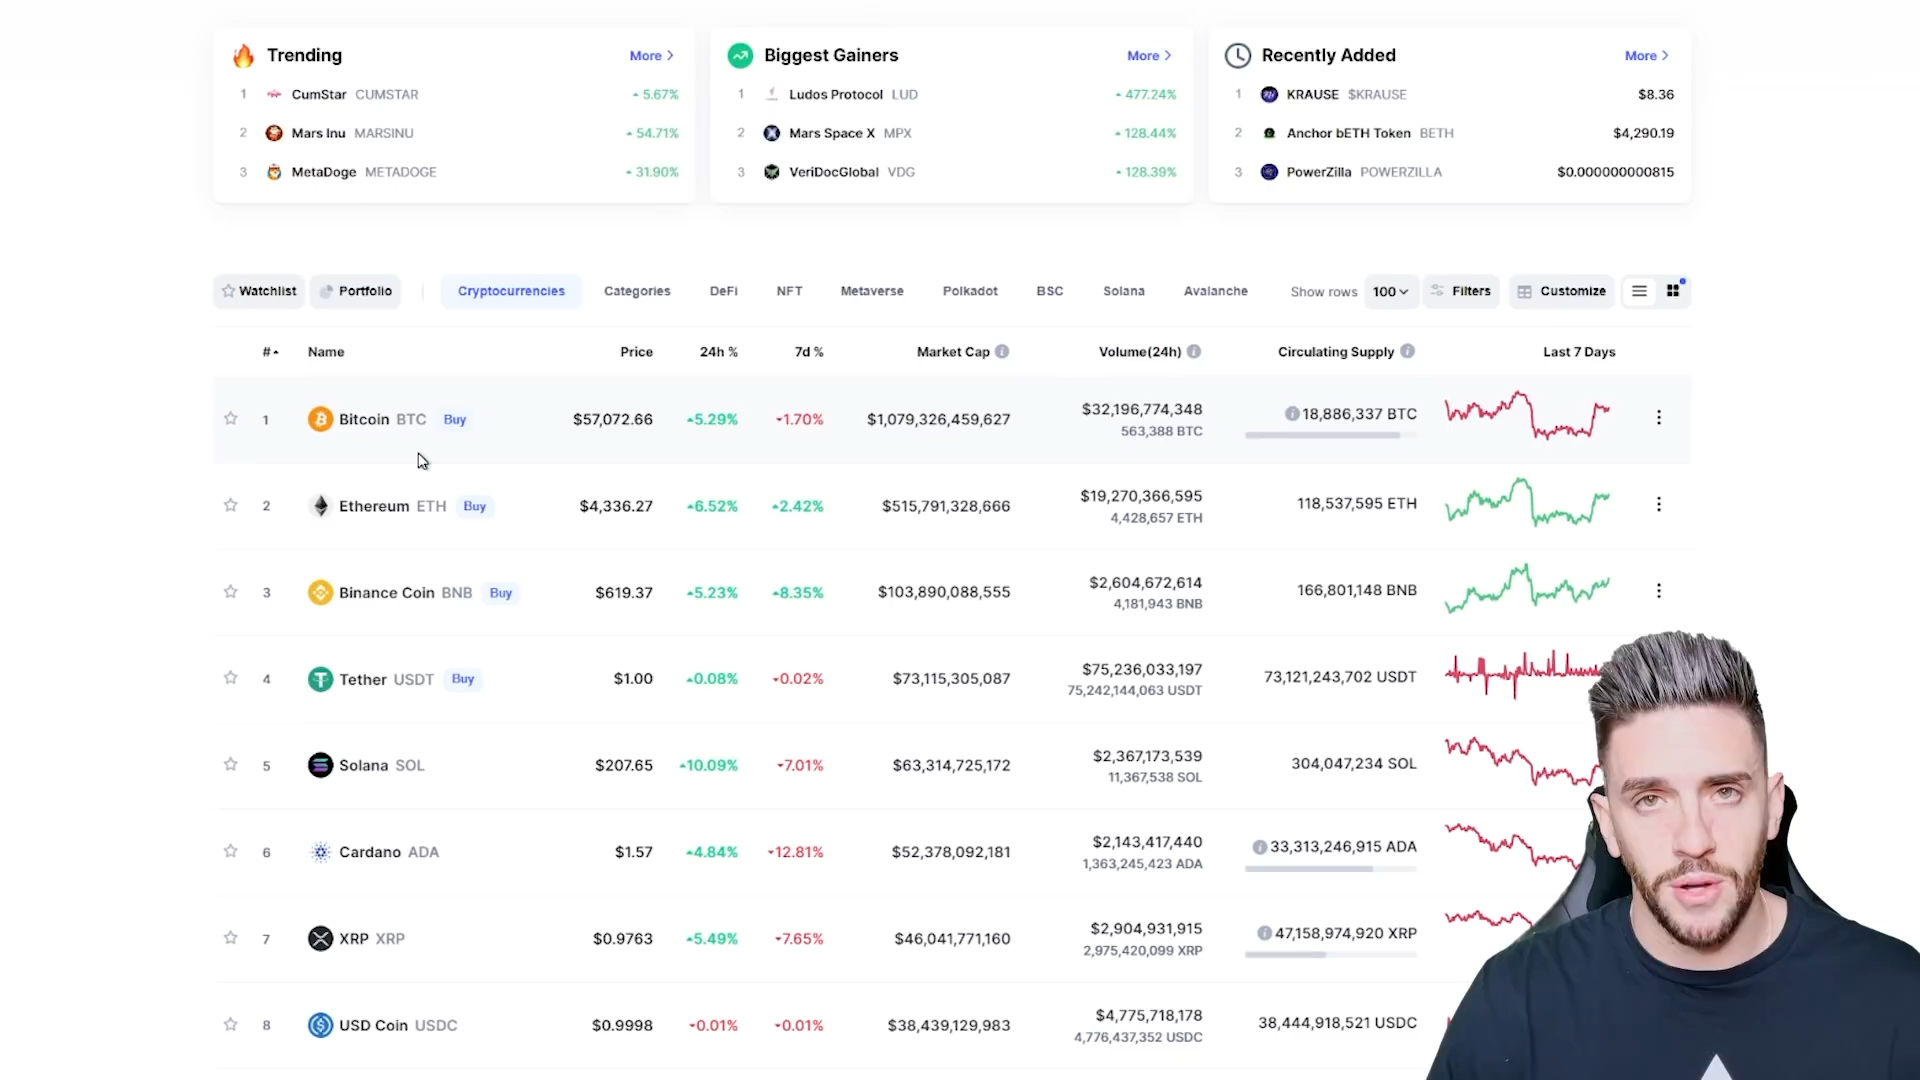 Trending More >
1 CumStar CUMSTAR 5.67%
2 Mars Inu MARSINU 54.71%
3 MetaDoge METADOGE 31.90%
Biggest Gainers More >
1 Ludos Protocol LUD 477.24%
2 Mars Space X MPX 128.44%
3 VeriDocGlobal VDG 128.39%
Recently Added More >
1 KRAUSE $KRAUSE $8.36
2 Anchor bETH Token BETH $4,290.19
3 PowerZilla POWERZILLA $0.000000000815
Watchlist Portfolio Cryptocurrencies Categories DeFi NFT Metaverse Polkadot BSC Solana Avalanche Show rows 100 Filters Customize
# Name Price 24h % 7d % Market Cap Volume(24h) Circulating Supply Last 7 Days
1 Bitcoin BTC Buy $57,072.66 5.29% 1.70% $1,079,326,459,627 $32,196,774,348 18,886,337 BTC
563,388 BTC
2 Ethereum ETH Buy $4,336.27 6.52% 2.42% $515,791,328,666 $19,270,366,595 118,537,595 ETH
4,428,657 ETH
3 Binance Coin BNB Buy $619.37 5.23% 8.35% $103,890,088,555 $2,604,672,614 166,801,148 BNB
4,181,943 BNB
4 Tether USDT Buy $1.00 0.08% 0.02% $73,115,305,087 $75,236,033,197 73,121,243,702 USDT
75,242,144,063 USDT
5 Solana SOL $207.65 10.09% 7.01% $63,314,725,172 $2,367,173,539 304,047,234 SOL
11,367,538 SOL
6 Cardano ADA $1.57 4.84% 12.81% $52,378,092,181 $2,143,417,440 33,313,246,915 ADA
1,363,245,423 ADA
7 XRP XRP $0.9763 5.49% 7.65% $46,041,771,160 $2,904,931,915 47,158,974,920 XRP
2,975,420,099 XRP
8 USD Coin USDC $0.9998 0.01% 0.01% $38,439,129,983 $4,775,718,178 38,444,918,521 USDC
4,776,437,352 USDC